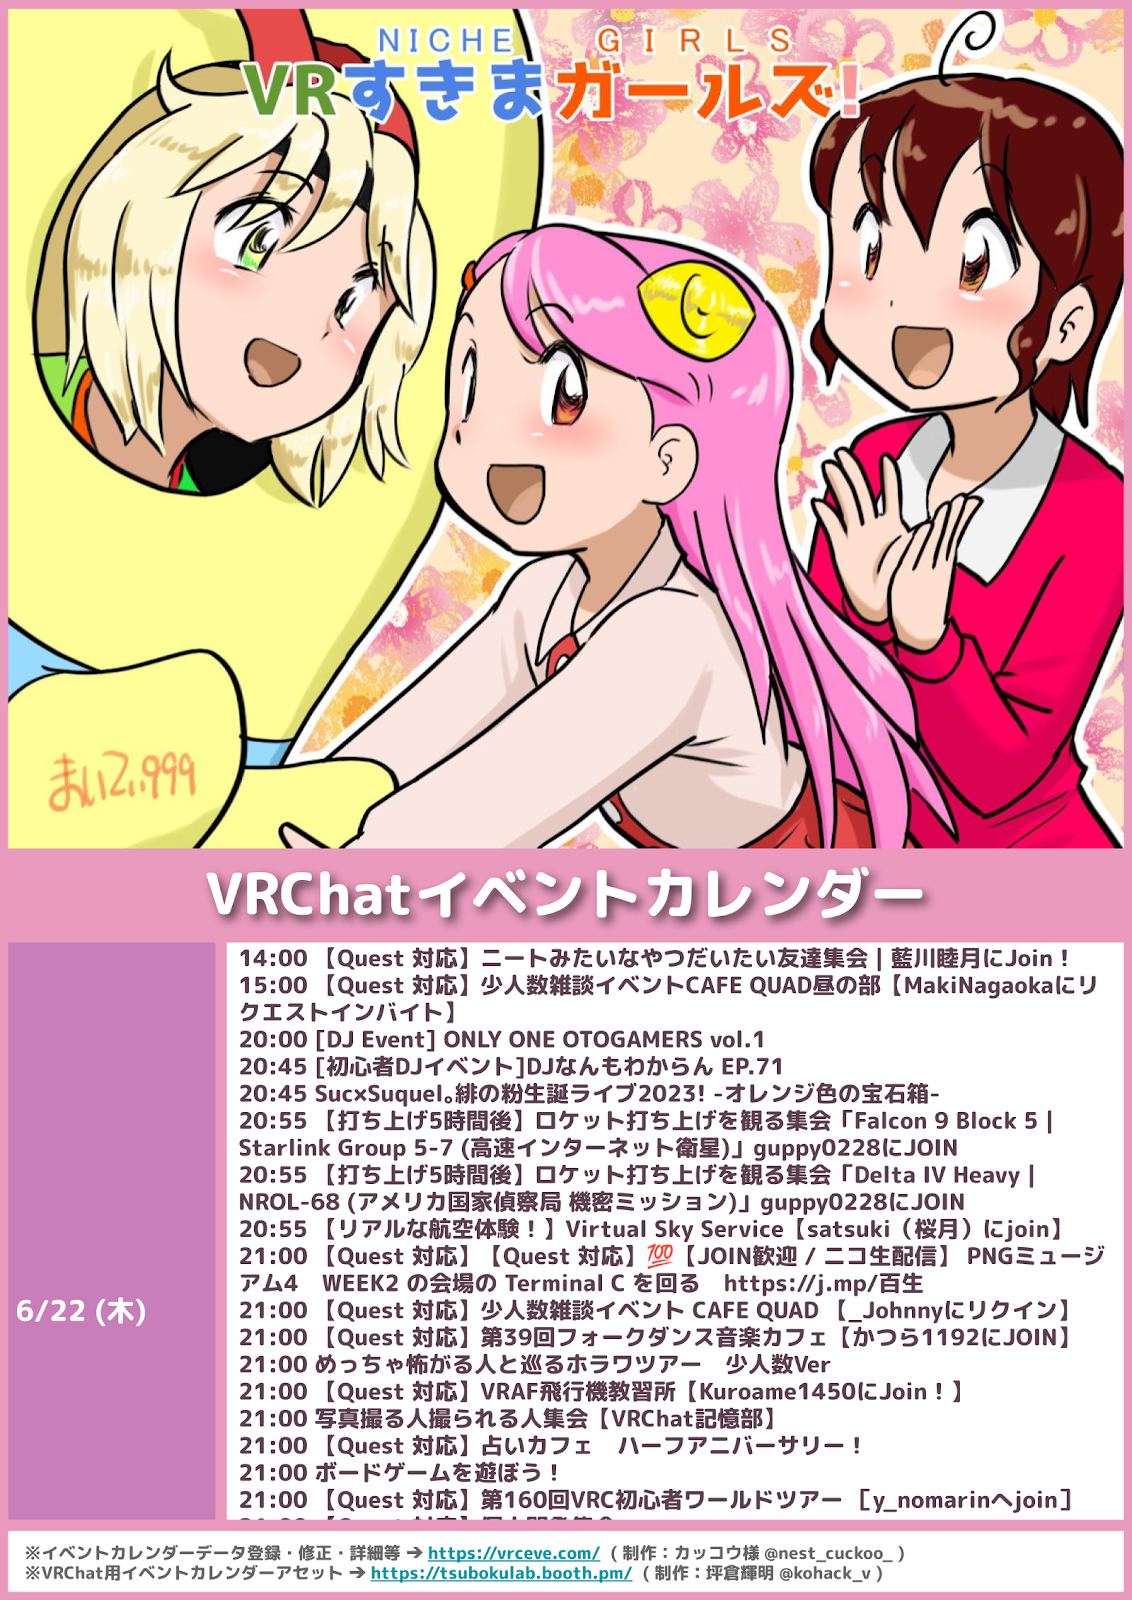 NICHE GIRLS
VRすきまガールズ!
まいてぃ999
VRChatイベントカレンダー
6/22 (木)
14:00 【Quest 対応】ニートみたいなやつだいたい友達集会 | 藍川睦月にJoin！
15:00 【Quest 対応】少人数雑談イベントCAFE QUAD昼の部【MakiNagaokaにリ
クエストインバイト】
20:00 [DJ Event] ONLY ONE OTOGAMERS vol.1
20:45 [初心者DJイベント]DJなんもわからん EP.71
20:45 Suc×Suquel。緋の粉生誕ライブ2023! -オレンジ色の宝石箱-
20:55 【打ち上げ5時間後】ロケット打ち上げを観る集会「Falcon 9 Block 5 |
Starlink Group 5-7 (高速インターネット衛星)」guppy0228にJOIN
20:55 【打ち上げ5時間後】ロケット打ち上げを観る集会「Delta IV Heavy |
NROL-68 (アメリカ国家偵察局 機密ミッション)」guppy0228にJOIN
20:55 【リアルな航空体験！】Virtual Sky Service【satsuki（桜月）にjoin】
21:00 【Quest 対応】【Quest 対応】💯【JOIN歓迎 / ニコ生配信】 PNGミュージ
アム4　WEEK2 の会場の Terminal C を回る　https://j.mp/百生
21:00 【Quest 対応】少人数雑談イベント CAFE QUAD 【_Johnnyにリクイン】
21:00 【Quest 対応】第39回フォークダンス音楽カフェ【かつら1192にJOIN】
21:00 めっちゃ怖がる人と巡るホラワツアー　少人数Ver
21:00 【Quest 対応】VRAF飛行機教習所【Kuroame1450にJoin！】
21:00 写真撮る人撮られる人集会【VRChat記憶部】
21:00 【Quest 対応】占いカフェ　ハーフアニバーサリー！
21:00 ボードゲームを遊ぼう！
21:00 【Quest 対応】第160回VRC初心者ワールドツアー ［y_nomarinへjoin］
※イベントカレンダーデータ登録・修正・詳細等 ➔ https://vrceve.com/ （制作：カッコウ様 @nest_cuckoo_ ）
※VRChat用イベントカレンダーアセット ➔ https://tsubokulab.booth.pm/ （制作：坪倉輝明 @kohack_v ）